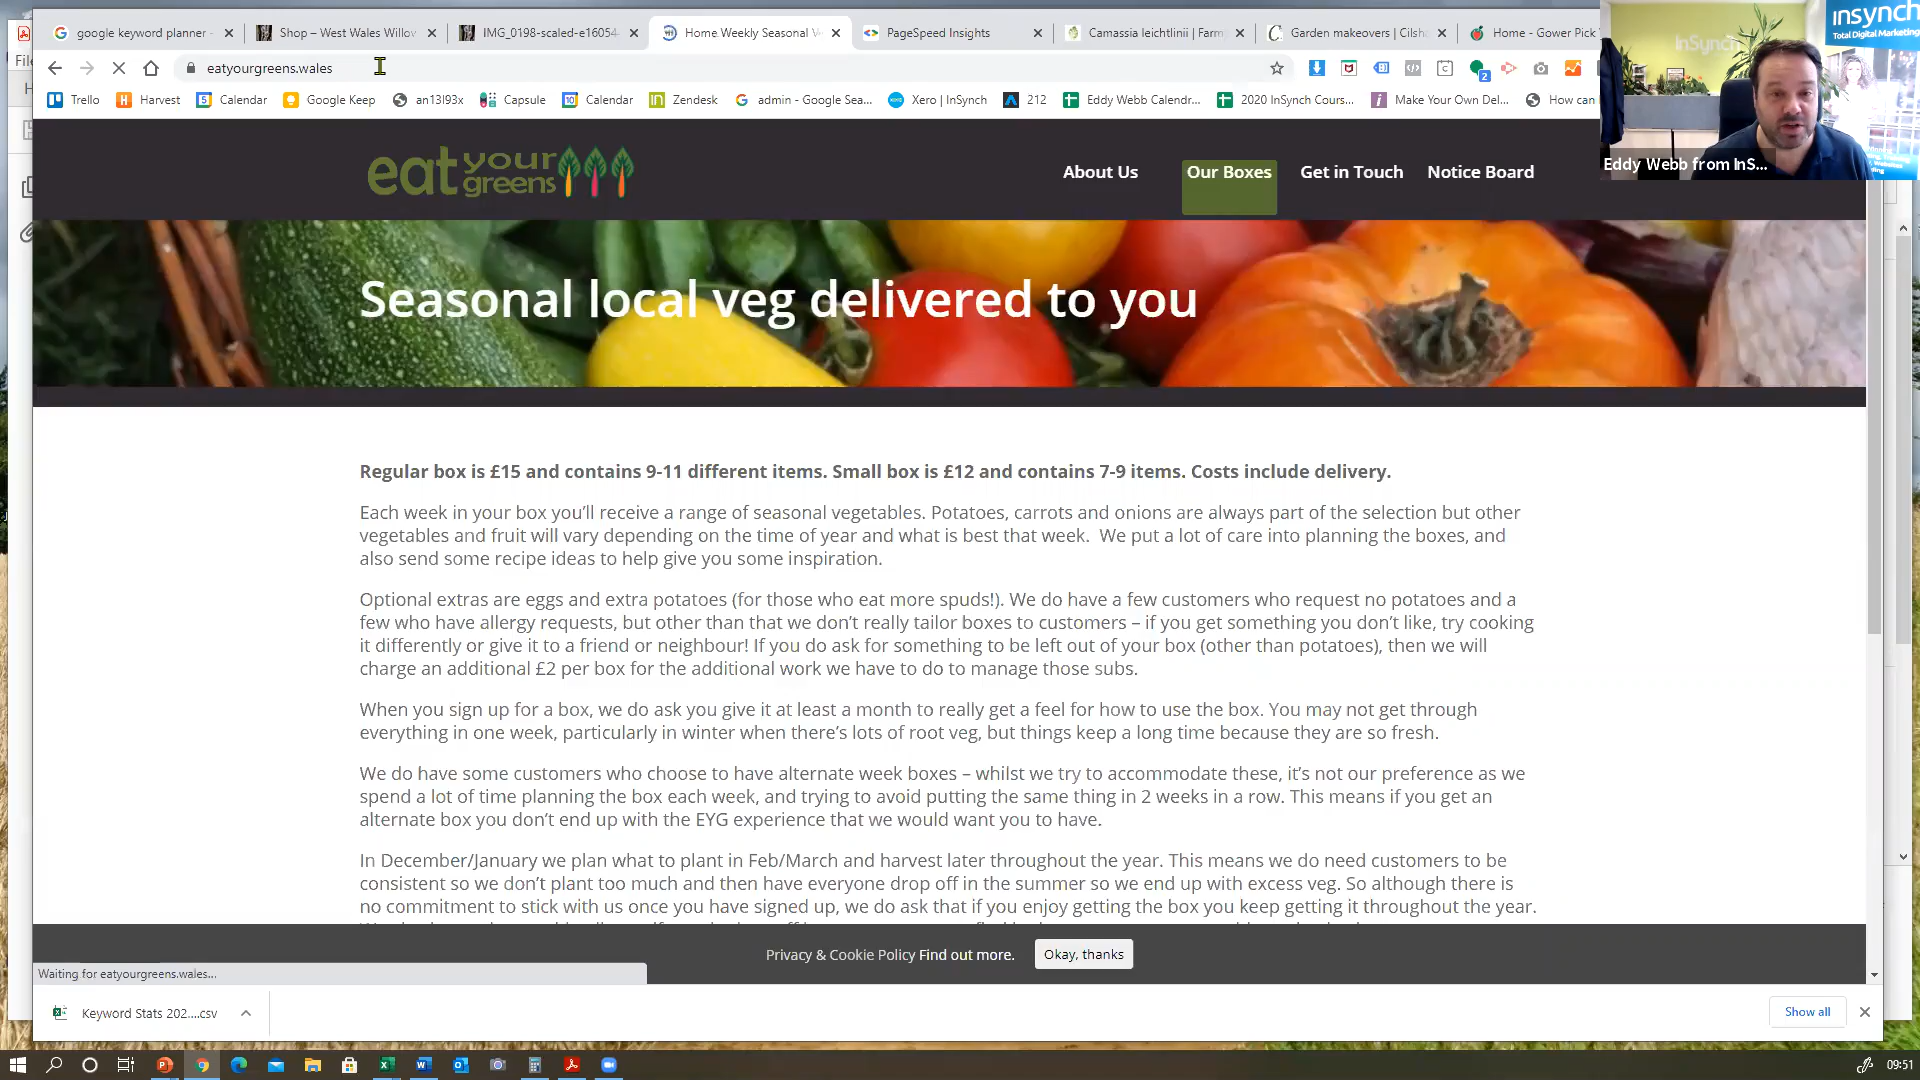 google keyword planner -
Shop – West Wales Willov
IMG_0198-scaled-e16054
Home Weekly Seasonal V
PageSpeed Insights
Camassia leichtlinii | Farm
Garden makeovers | Cilsh
Home - Gower Pick
eatyourgreens.wales
Trello
Harvest
Calendar
Google Keep
an13l93x
Capsule
Calendar
Zendesk
admin - Google Sea...
Xero | InSynch
212
Eddy Webb Calendr...
2020 InSynch Cours...
Make Your Own Del...
How can
insynch
Total Digital Marketing
Eddy Webb from InS...
eat your greens
About Us
Our Boxes
Get in Touch
Notice Board
Seasonal local veg delivered to you
Regular box is £15 and contains 9-11 different items. Small box is £12 and contains 7-9 items. Costs include delivery.
Each week in your box you’ll receive a range of seasonal vegetables. Potatoes, carrots and onions are always part of the selection but other
vegetables and fruit will vary depending on the time of year and what is best that week. We put a lot of care into planning the boxes, and
also send some recipe ideas to help give you some inspiration.
Optional extras are eggs and extra potatoes (for those who eat more spuds!). We do have a few customers who request no potatoes and a
few who have allergy requests, but other than that we don’t really tailor boxes to customers – if you get something you don’t like, try cooking
it differently or give it to a friend or neighbour! If you do ask for something to be left out of your box (other than potatoes), then we will
charge an additional £2 per box for the additional work we have to do to manage those subs.
When you sign up for a box, we do ask you give it at least a month to really get a feel for how to use the box. You may not get through
everything in one week, particularly in winter when there’s lots of root veg, but things keep a long time because they are so fresh.
We do have some customers who choose to have alternate week boxes – whilst we try to accommodate these, it’s not our preference as we
spend a lot of time planning the box each week, and trying to avoid putting the same thing in 2 weeks in a row. This means if you get an
alternate box you don’t end up with the EYG experience that we would want you to have.
In December/January we plan what to plant in Feb/March and harvest later throughout the year. This means we do need customers to be
consistent so we don’t plant too much and then have everyone drop off in the summer so we end up with excess veg. So although there is
no commitment to stick with us once you have signed up, we do ask that if you enjoy getting the box you keep getting it throughout the year.
Privacy & Cookie Policy Find out more.
Okay, thanks
Waiting for eatyourgreens.wales...
Keyword Stats 202....csv
Show all
09:51